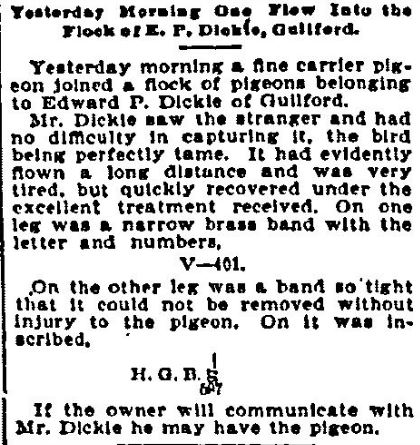 Yesterday Morning One Flew Into the
Flock of E. P. Dickie, Guilford.
Yesterday morning a fine carrier pig-
eon joined a flock of pigeons belonging
to Edward P. Dickie of Guilford.
Mr. Dickie saw the stranger and had
no difficulty in capturing it, the bird
being perfectly tame. It had evidently
flown a long distance and was very
tired, but quickly recovered under the
excellent treatment received. On one
leg was a narrow brass band with the
letter and numbers,
V—401.
On the other leg was a band so tight
that it could not be removed without
injury to the pigeon. On it was in-
scribed,
H. G. B.
If the owner will communicate with
Mr. Dickie he may have the pigeon.